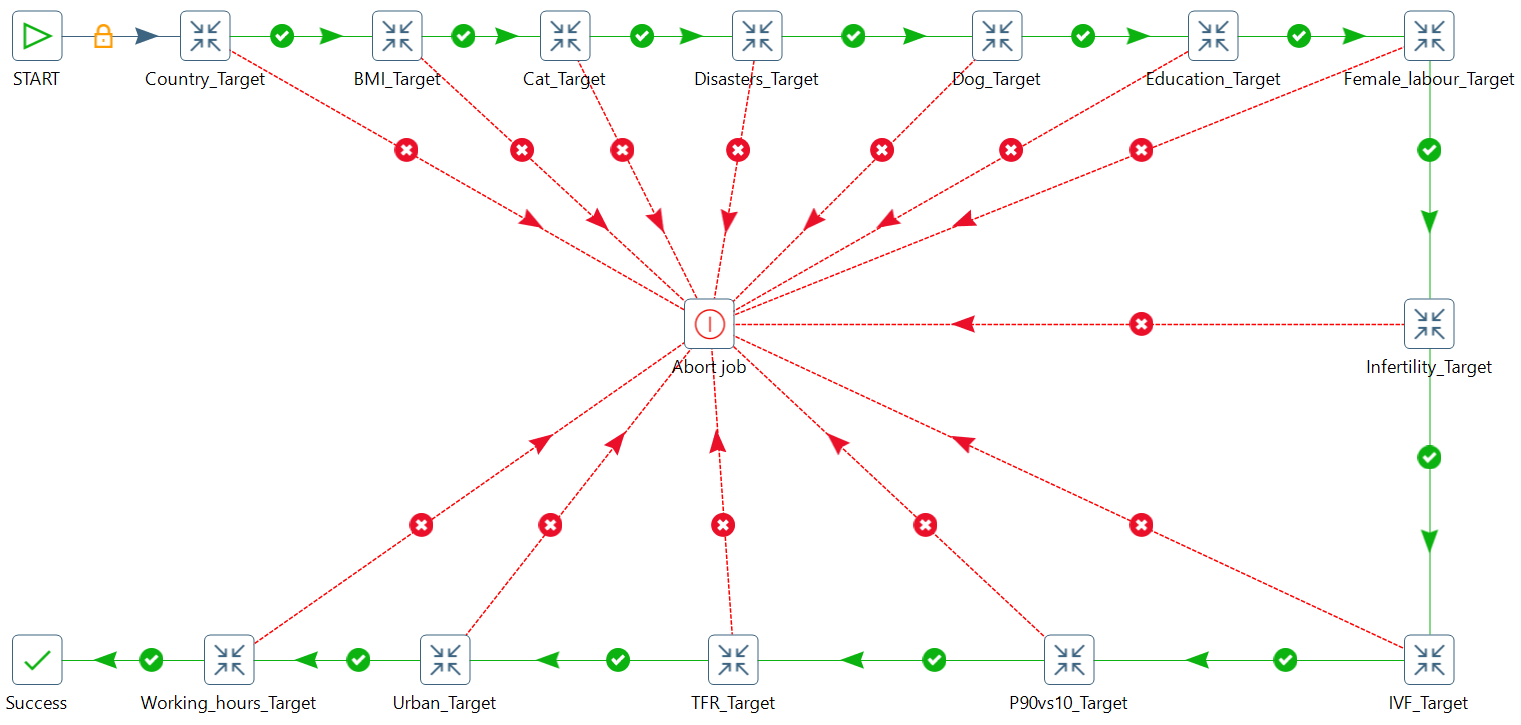 START
Country_Target
BMI_Target
Cat_Target
Disasters_Target
Dog_Target
Education_Target
Female_labour_Target
Abort job
Infertility_Target
Success
Working_hours_Target
Urban_Target
TFR_Target
P90vs10_Target
IVF_Target